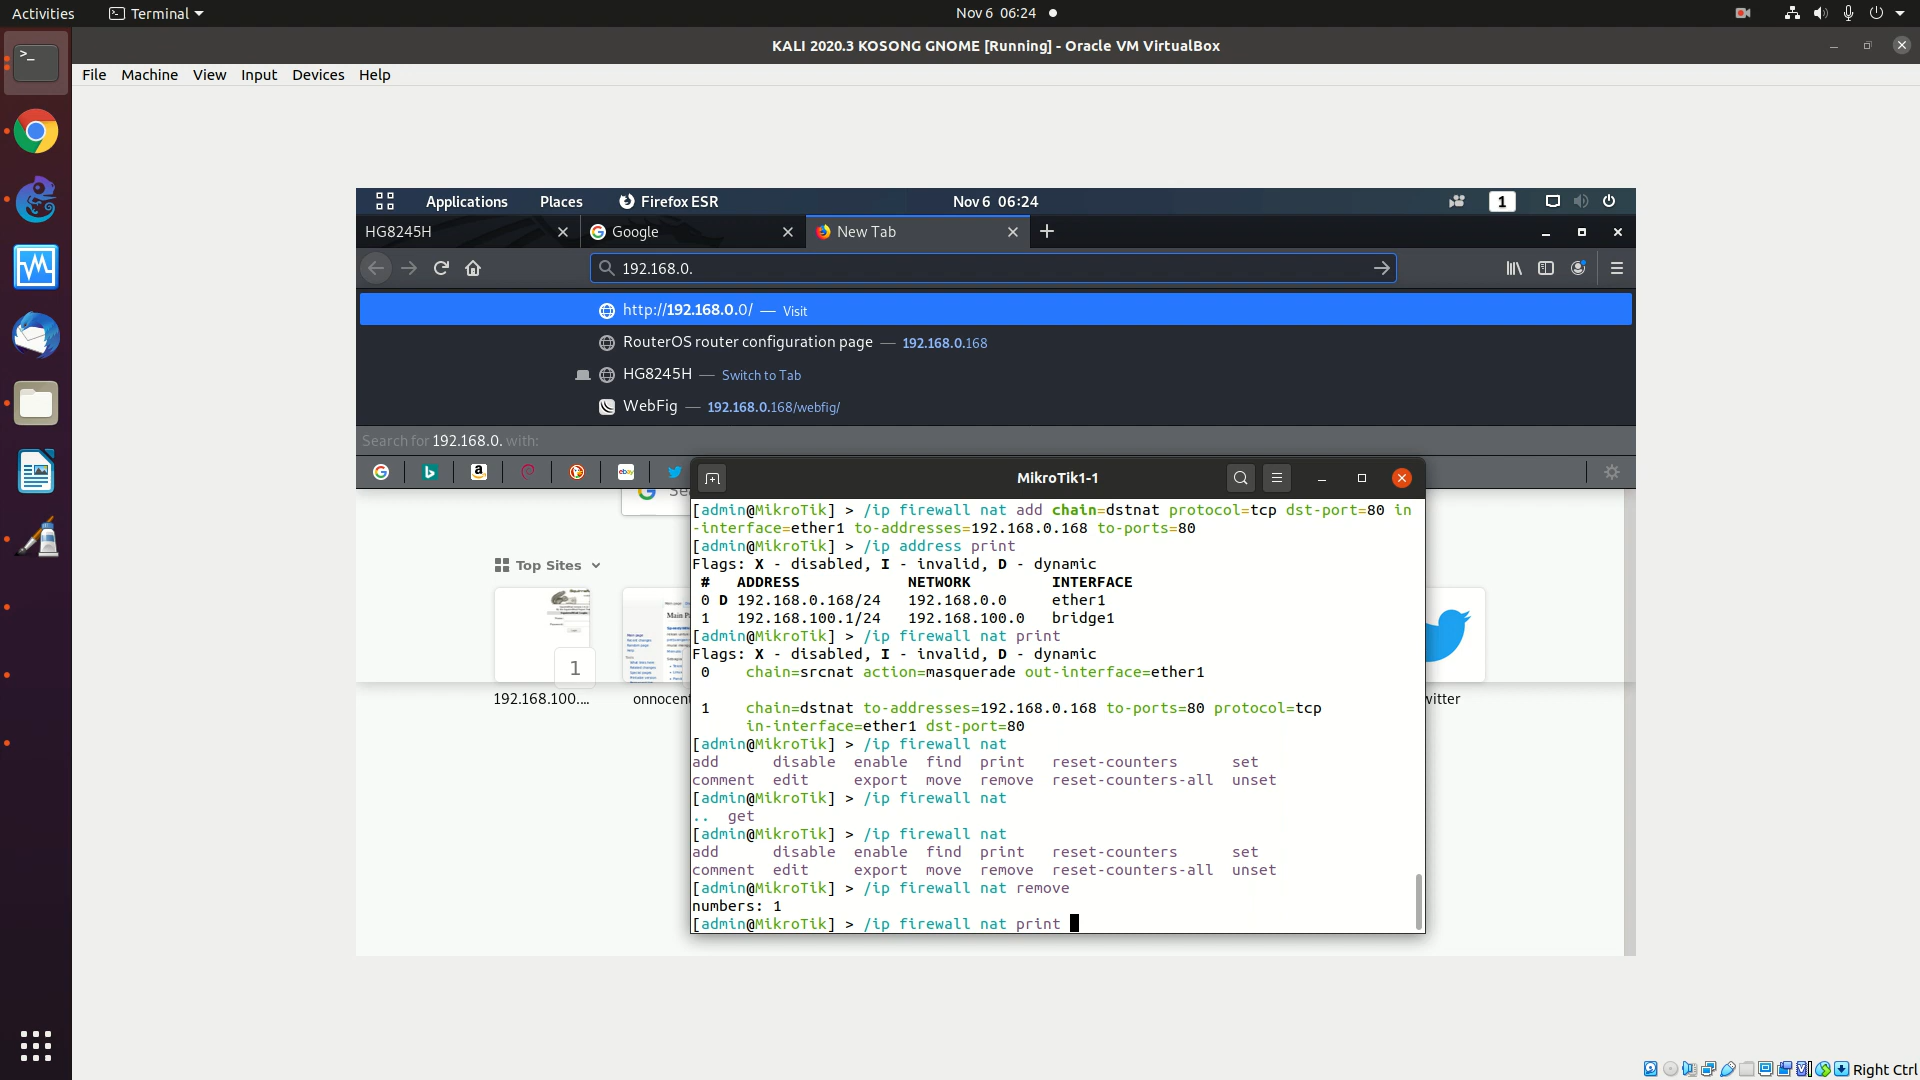 Activities
Terminal
Nov 6 06:24
KALI 2020.3 KOSONG GNOME [Running] - Oracle VM VirtualBox
File Machine View Input Devices Help
Applications Places Firefox ESR
Nov 6 06:24
1
HG8245H
Google
New Tab
192.168.0.
http://192.168.0.0/ — Visit
RouterOS router configuration page — 192.168.0.168
HG8245H — Switch to Tab
WebFig — 192.168.0.168/webfig/
Search for 192.168.0. with:
MikroTik1-1
[admin@MikroTik] > /ip firewall nat add chain=dstnat protocol=tcp dst-port=80 in
-interface=ether1 to-addresses=192.168.0.168 to-ports=80
[admin@MikroTik] > /ip address print
Flags: X - disabled, I - invalid, D - dynamic
# ADDRESS NETWORK INTERFACE
0 D 192.168.0.168/24 192.168.0.0 ether1
1 192.168.100.1/24 192.168.100.0 bridge1
[admin@MikroTik] > /ip firewall nat print
Flags: X - disabled, I - invalid, D - dynamic
0 chain=srcnat action=masquerade out-interface=ether1
1 chain=dstnat to-addresses=192.168.0.168 to-ports=80 protocol=tcp
in-interface=ether1 dst-port=80
[admin@MikroTik] > /ip firewall nat
add disable enable find print reset-counters set
comment edit export move remove reset-counters-all unset
[admin@MikroTik] > /ip firewall nat
.. get
[admin@MikroTik] > /ip firewall nat
add disable enable find print reset-counters set
comment edit export move remove reset-counters-all unset
[admin@MikroTik] > /ip firewall nat remove
numbers: 1
[admin@MikroTik] > /ip firewall nat print
Top Sites
1
192.168.100....
onnocent
witter
Right Ctrl